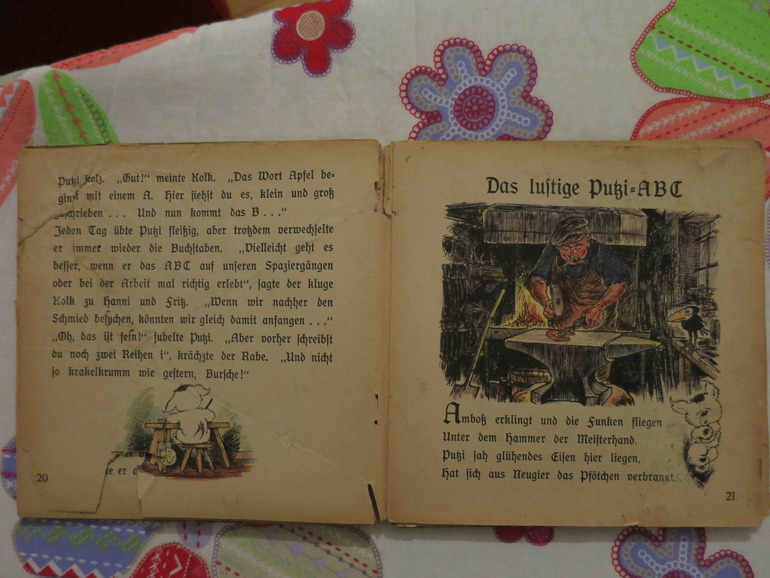 Putzi stolz. „Gut!“ meinte Kolk. „Das Wort Apfel be-
ginnt mit einem A. Hier siehst du es, klein und groß
geschrieben . . . Und nun kommt das B . . .“
Jeden Tag übte Putzi fleißig, aber trotzdem verwechselte
er immer wieder die Buchstaben. „Vielleicht geht es
besser, wenn er das ABC auf unseren Spaziergängen
oder bei der Arbeit mal richtig erlebt“, sagte der kluge
Kolk zu Hanni und Fritz. „Wenn wir nachher den
Schmied besuchen, könnten wir gleich damit anfangen . . .“
„Oh, das ist fein!“ jubelte Putzi. „Aber vorher schreibst
du noch zwei Reihen i“, krächzte der Rabe. „Und nicht
so krakelkrumm wie gestern, Bursche!“
er
20
Das lustige Putzi=ABC
Amboß erklingt und die Funken fliegen
Unter dem Hammer der Meisterhand.
Putzi sah glühendes Eisen hier liegen,
Hat sich aus Neugier das Pfötchen verbrannt.
21